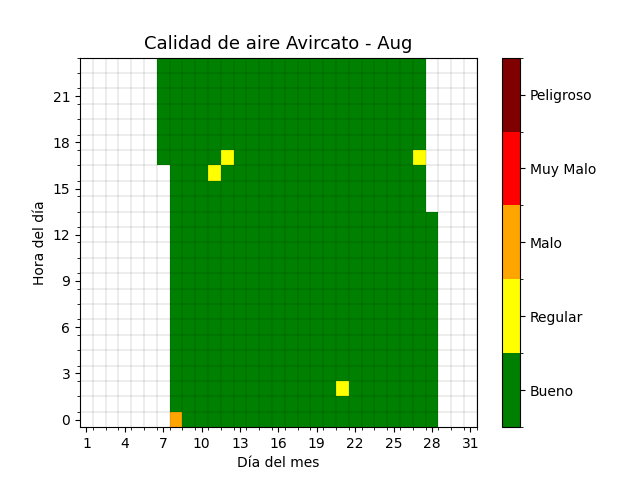 Calidad de aire Avircato - Aug
21
18
15
12
9
6
3
0
Hora del día
1 4 7 10 13 16 19 22 25 28 31
Día del mes
Peligroso
Muy Malo
Malo
Regular
Bueno